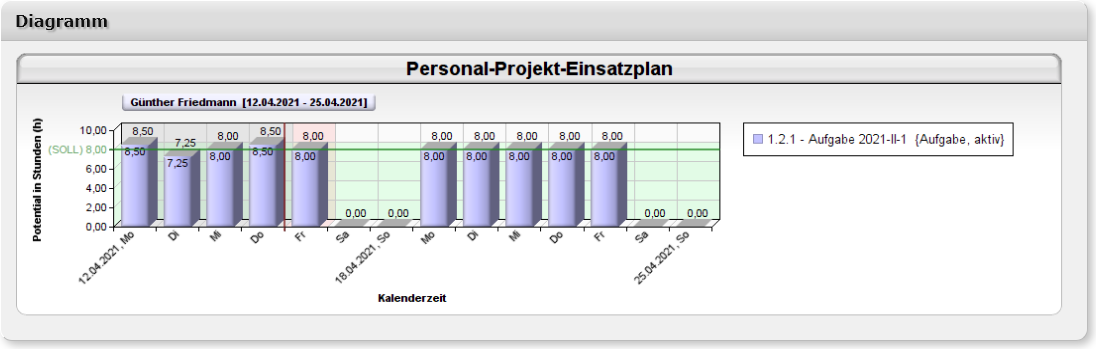 Diagramm
Personal-Projekt-Einsatzplan
Günther Friedmann [12.04.2021 - 25.04.2021]
Potential in Stunden (h)
10,00
(SOLL) 8,00
6,00
4,00
2,00
0,00
8,50 7,25 8,00 8,50 8,00 0,00 0,00 8,00 8,00 8,00 8,00 8,00 0,00 0,00
8,50 7,25 8,00 8,50 8,00 8,00 8,00 8,00 8,00 8,00
12.04.2021, Mo Di Mi Do Fr Sa 18.04.2021, So Mo Di Mi Do Fr Sa 25.04.2021, So
Kalenderzeit
1.2.1 - Aufgabe 2021-II-1 {Aufgabe, aktiv}